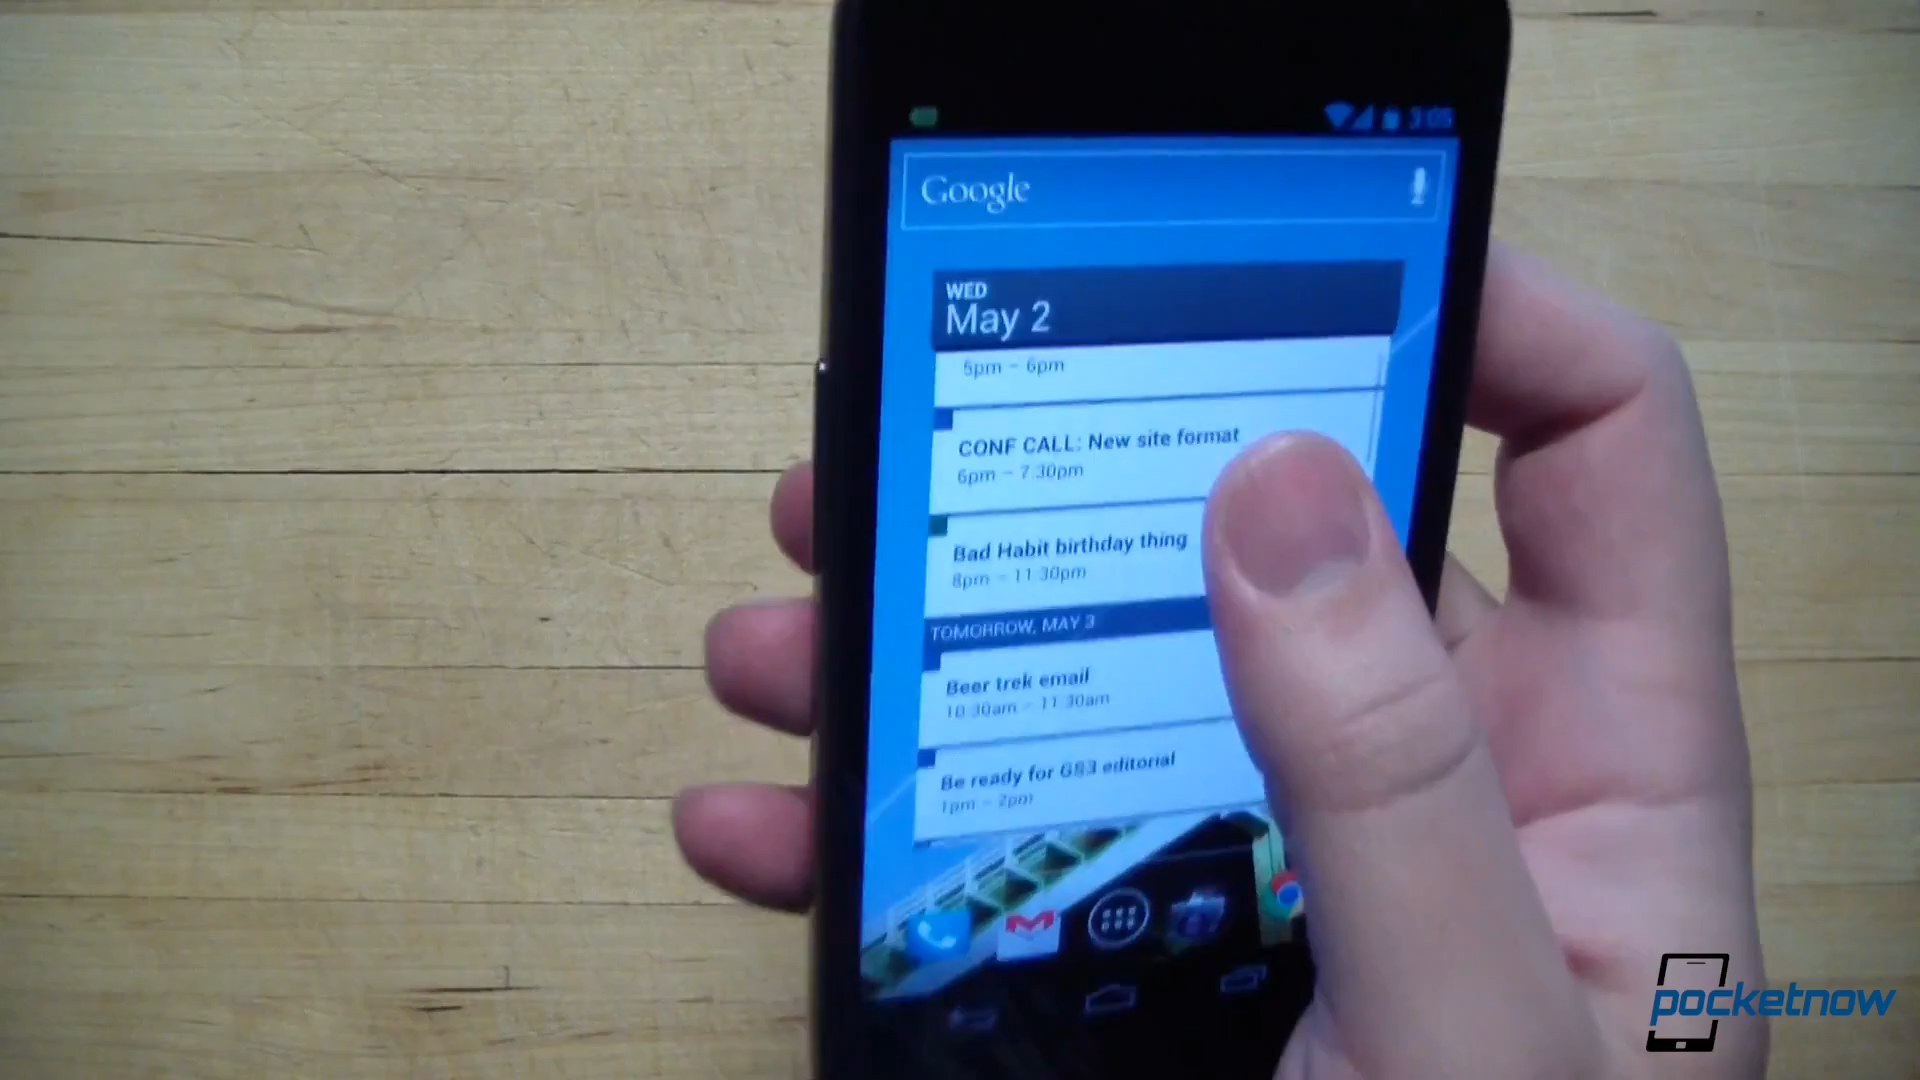 3:05
Google
WED
May 2
5pm – 6pm
CONF CALL: New site format
6pm – 7:30pm
Bad Habit birthday thing
8pm – 11:30pm
TOMORROW, MAY 3
Beer trek email
10:30am – 11:30am
Be ready for GS3 editorial
1pm – 2pm
pocketnow